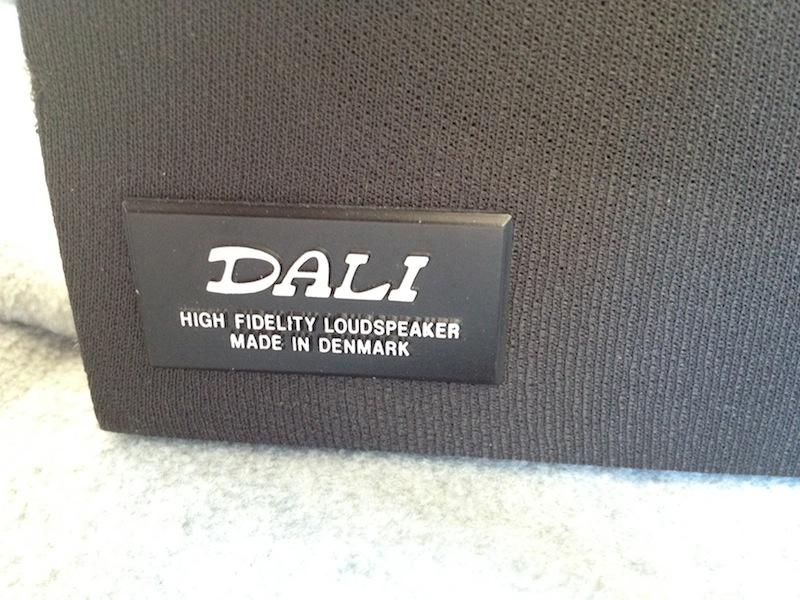 DALI
HIGH FIDELITY LOUDSPEAKER
MADE IN DENMARK